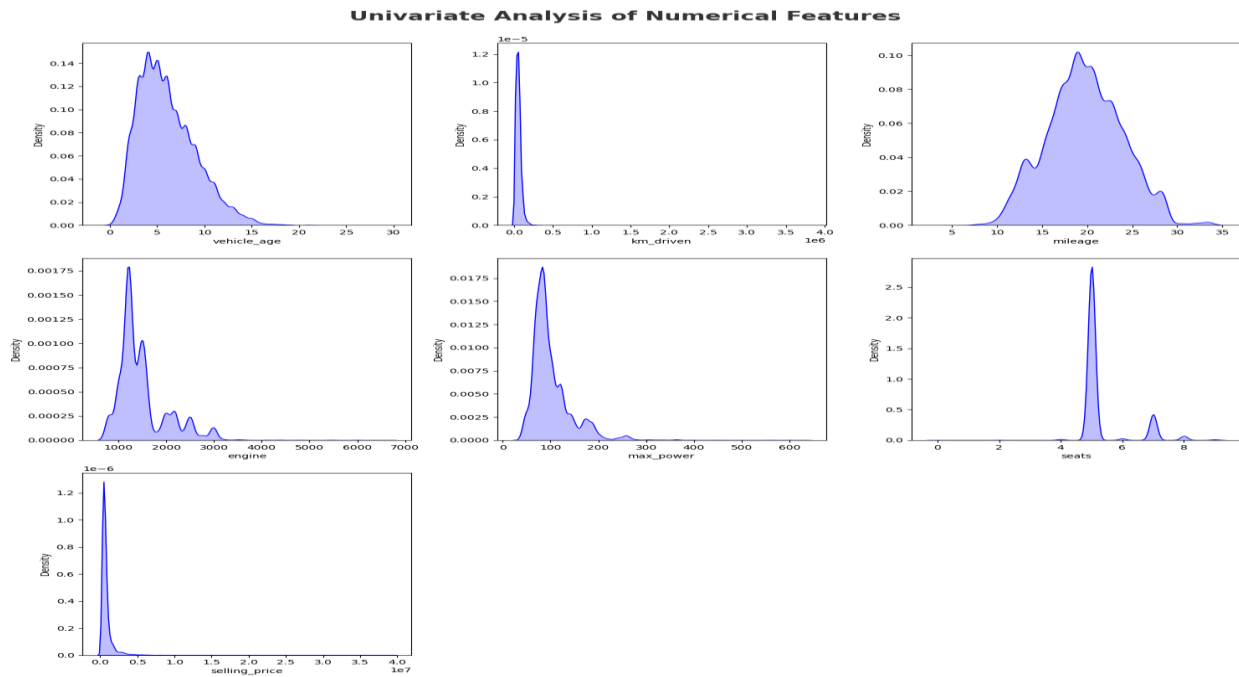 Univariate Analysis of Numerical Features
Density
0.14
0.12
0.10
0.08
0.06
0.04
0.02
0.00
0 5 10 15 20 25 30
vehicle_age
1e−5
Density
1.2
1.0
0.8
0.6
0.4
0.2
0.0
0.0 0.5 1.0 1.5 2.0 2.5 3.0 3.5 4.0
km_driven
1e6
Density
0.10
0.08
0.06
0.04
0.02
0.00
5 10 15 20 25 30 35
mileage
Density
0.00175
0.00150
0.00125
0.00100
0.00075
0.00050
0.00025
0.00000
1000 2000 3000 4000 5000 6000 7000
engine
Density
0.0175
0.0150
0.0125
0.0100
0.0075
0.0050
0.0025
0.0000
0 100 200 300 400 500 600
max_power
Density
2.5
2.0
1.5
1.0
0.5
0.0
0 2 4 6 8
seats
1e−6
Density
1.2
1.0
0.8
0.6
0.4
0.2
0.0
0.0 0.5 1.0 1.5 2.0 2.5 3.0 3.5 4.0
selling_price
1e7